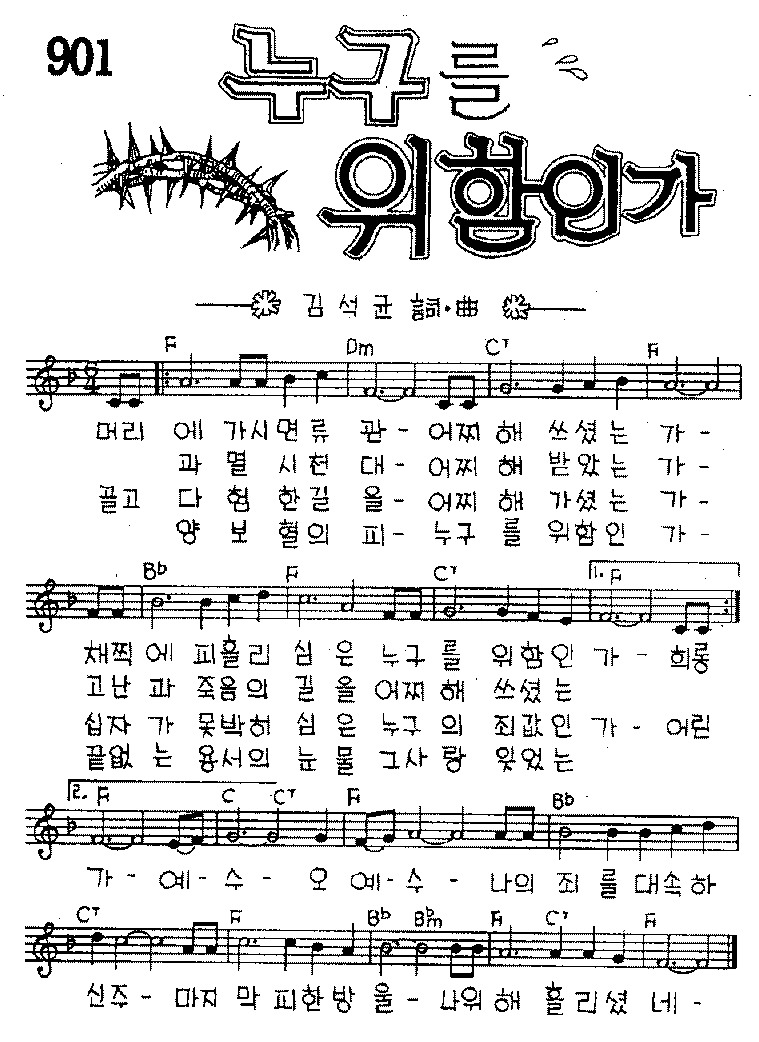 901
누구를
위함인가
김석균 詞·曲
F Dm C7 F
머리 에 가시면류 관- 어찌 해 쓰셨는 가-
과 멸 시천 대- 어찌 해 받았는 가-
골고 다 험 한길 을- 어찌 해 가셨는 가-
양 보 혈의 피- 누구 를 위함인 가-
Bb F C7 1. F
채찍 에 피흘리 심 은 누구 를 위함인 가- 희롱
고난 과 죽음의 길 을 어찌 해 쓰셨는
십자 가 못박허 심 은 누구 의 죄값인 가- 어린
끝없 는 용서의 눈 물 그사 랑 잊었는
2. F C C7 F Bb
가- 예- 수- 오 예- 수- 나의 죄 를 대속하
C7 F Bb Bbm F C7 F
신주- 마지 막 피한방 울- 나위 해 흘리셨 네-